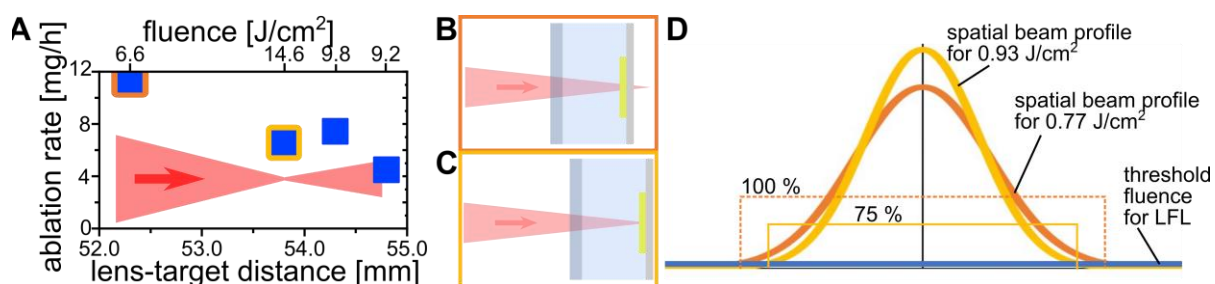 A
fluence [J/cm²]
6.6 14.6 9.8 9.2
ablation rate [mg/h]
12
8
4
0
52.0 53.0 54.0 55.0
lens-target distance [mm]
B
C
D
spatial beam profile
for 0.93 J/cm²
spatial beam profile
for 0.77 J/cm²
100 %
75 %
threshold
fluence
for LFL